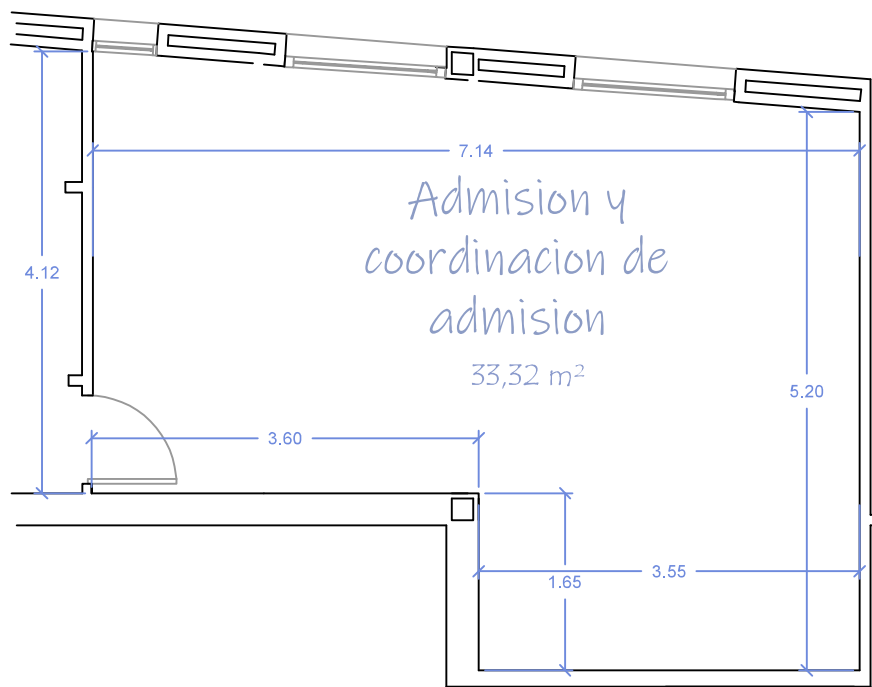 7.14
Admision y
coordinacion de
admision
33,32 m²
4.12
5.20
3.60
3.55
1.65